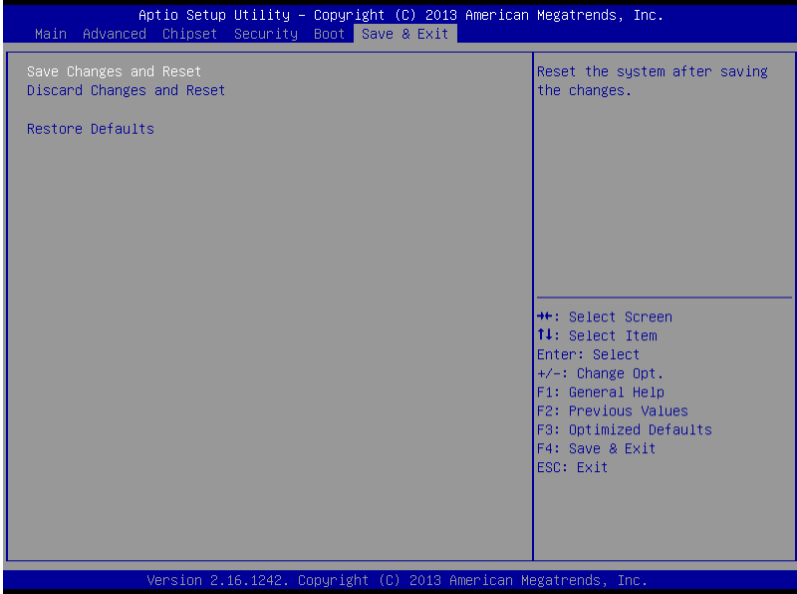 Aptio Setup Utility – Copyright (C) 2013 American Megatrends, Inc.
Main Advanced Chipset Security Boot Save & Exit
Save Changes and Reset
Discard Changes and Reset
Restore Defaults
Reset the system after saving
the changes.
→←: Select Screen
↑↓: Select Item
Enter: Select
+/-: Change Opt.
F1: General Help
F2: Previous Values
F3: Optimized Defaults
F4: Save & Exit
ESC: Exit
Version 2.16.1242. Copyright (C) 2013 American Megatrends, Inc.